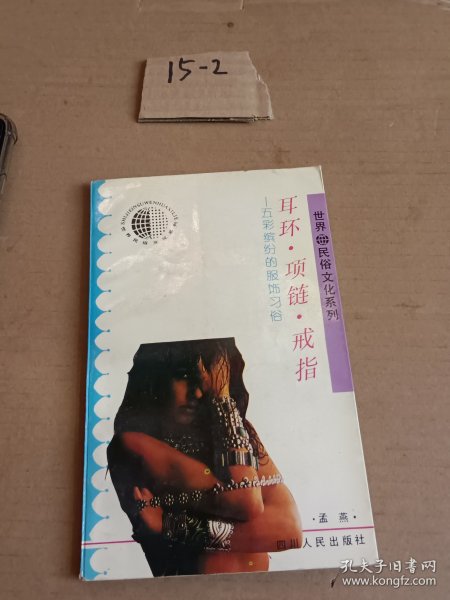 15-2
世界民俗文化系列
耳环·项链·戒指
—五彩缤纷的服饰习俗
·孟燕·
四川人民出版社
孔夫子旧书网
www.kongfz.com